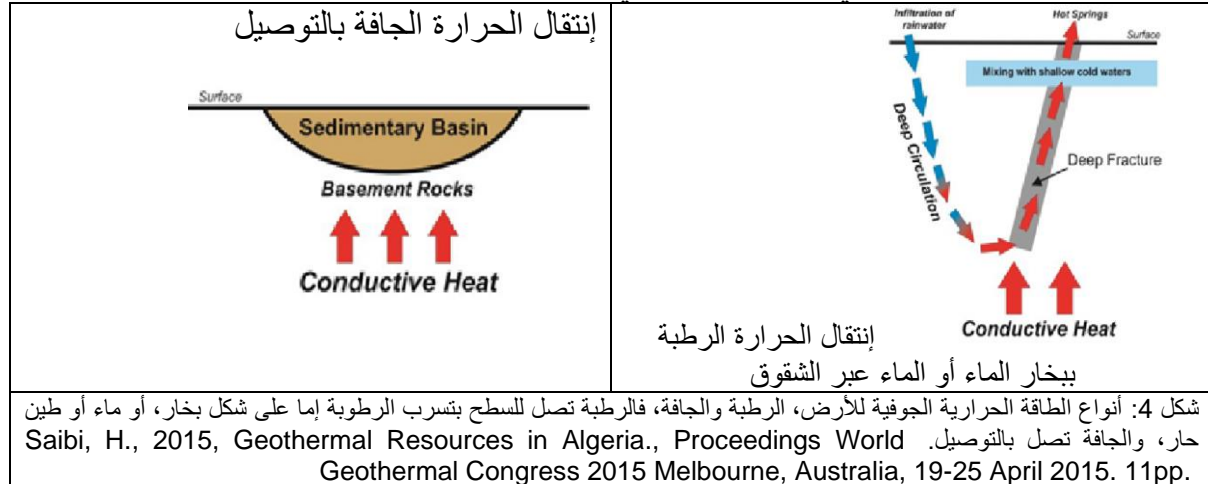 إنتقال الحرارة الجافة بالتوصيل
Surface
Sedimentary Basin
Basement Rocks
Conductive Heat
Infiltration of
rainwater
Hot Springs
Surface
Mixing with shallow cold waters
Deep Circulation
Deep Fracture
Conductive Heat
إنتقال الحرارة الرطبة
ببخار الماء أو الماء عبر الشقوق
شكل 4: أنواع الطاقة الحرارية الجوفية للأرض، الرطبة والجافة، فالرطبة تصل للسطح بتسرب الرطوبة إما على شكل بخار، أو ماء أو طين
حار، والجافة تصل بالتوصيل. Saibi, H., 2015, Geothermal Resources in Algeria., Proceedings World
Geothermal Congress 2015 Melbourne, Australia, 19-25 April 2015. 11pp.